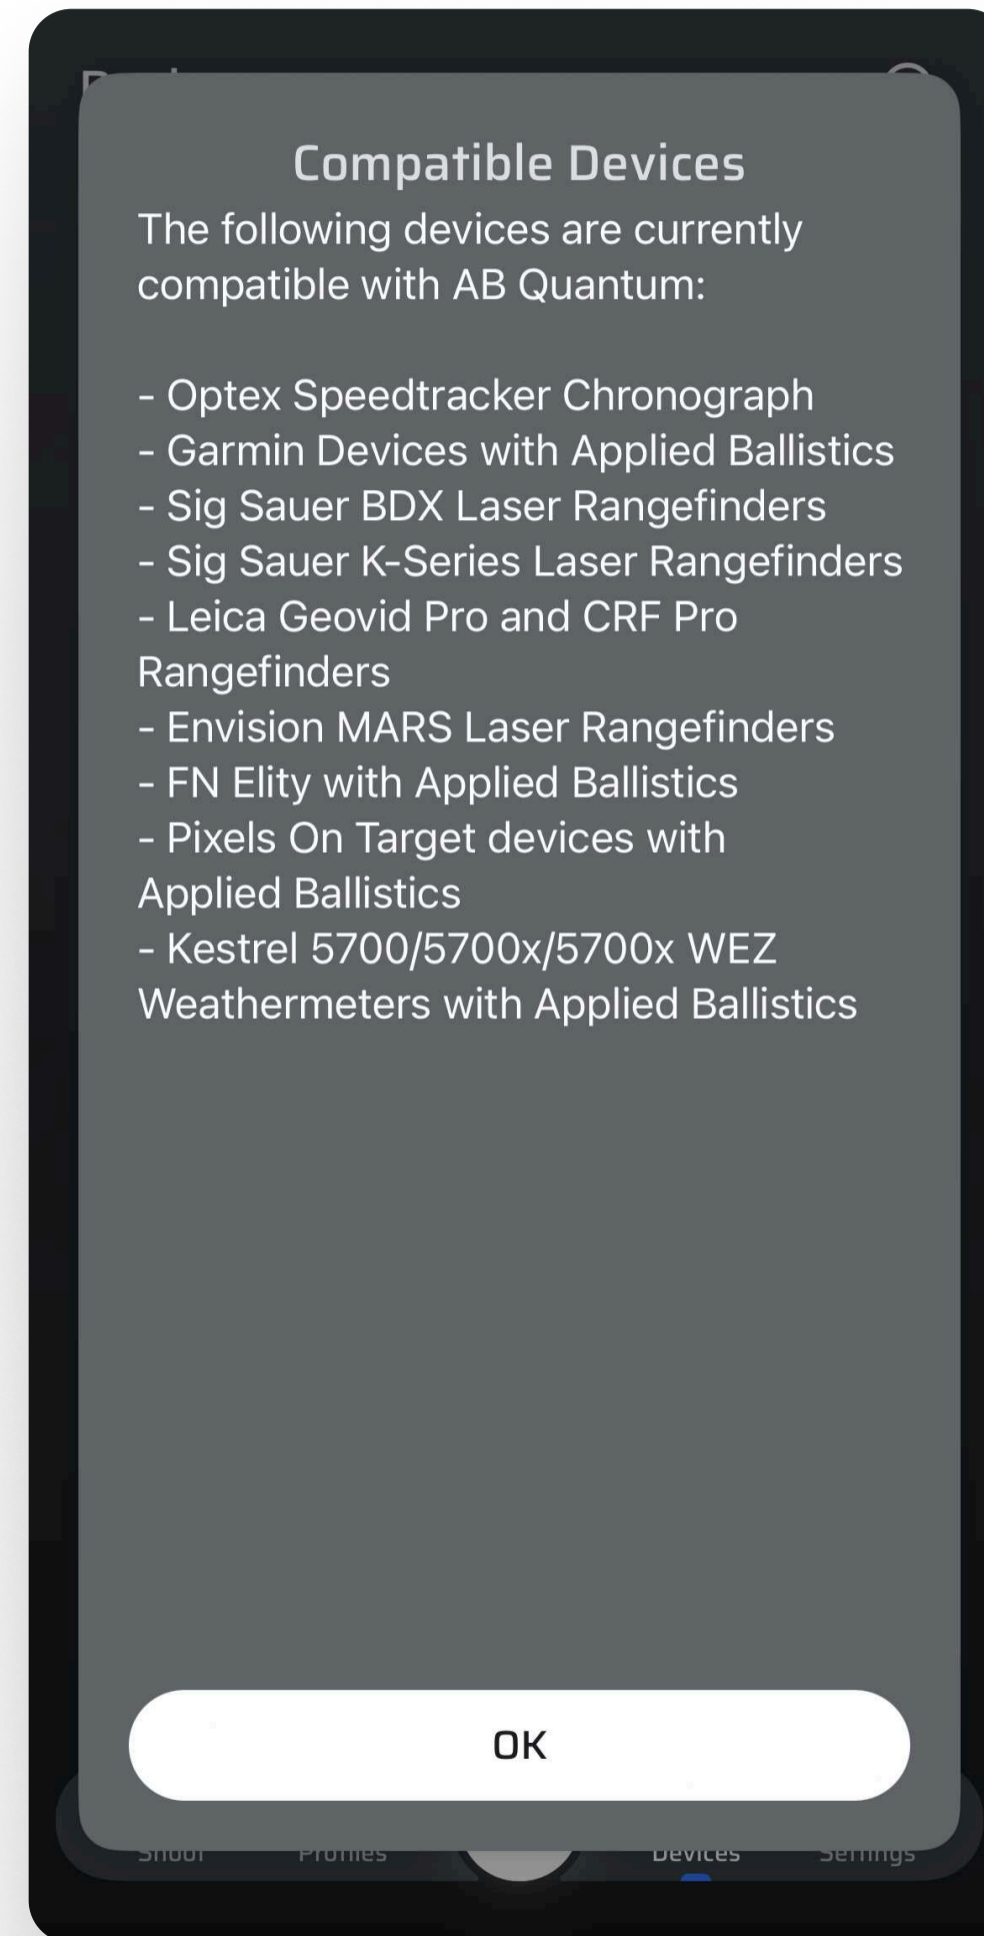 Compatible Devices
The following devices are currently
compatible with AB Quantum:
- Optex Speedtracker Chronograph
- Garmin Devices with Applied Ballistics
- Sig Sauer BDX Laser Rangefinders
- Sig Sauer K-Series Laser Rangefinders
- Leica Geovid Pro and CRF Pro
Rangefinders
- Envision MARS Laser Rangefinders
- FN Elity with Applied Ballistics
- Pixels On Target devices with
Applied Ballistics
- Kestrel 5700/5700x/5700x WEZ
Weathermeters with Applied Ballistics
OK
Shoot Profiles Devices Settings